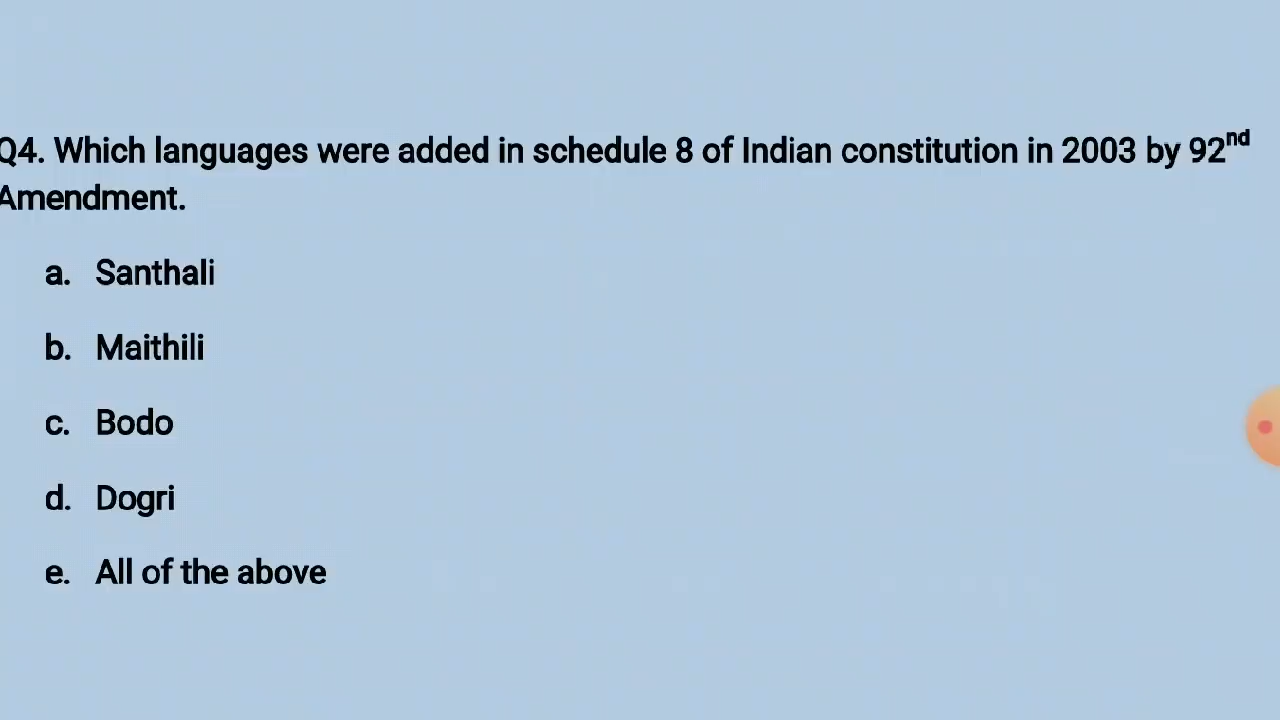 Q4. Which languages were added in schedule 8 of Indian constitution in 2003 by 92nd
Amendment.
a. Santhali
b. Maithili
c. Bodo
d. Dogri
e. All of the above